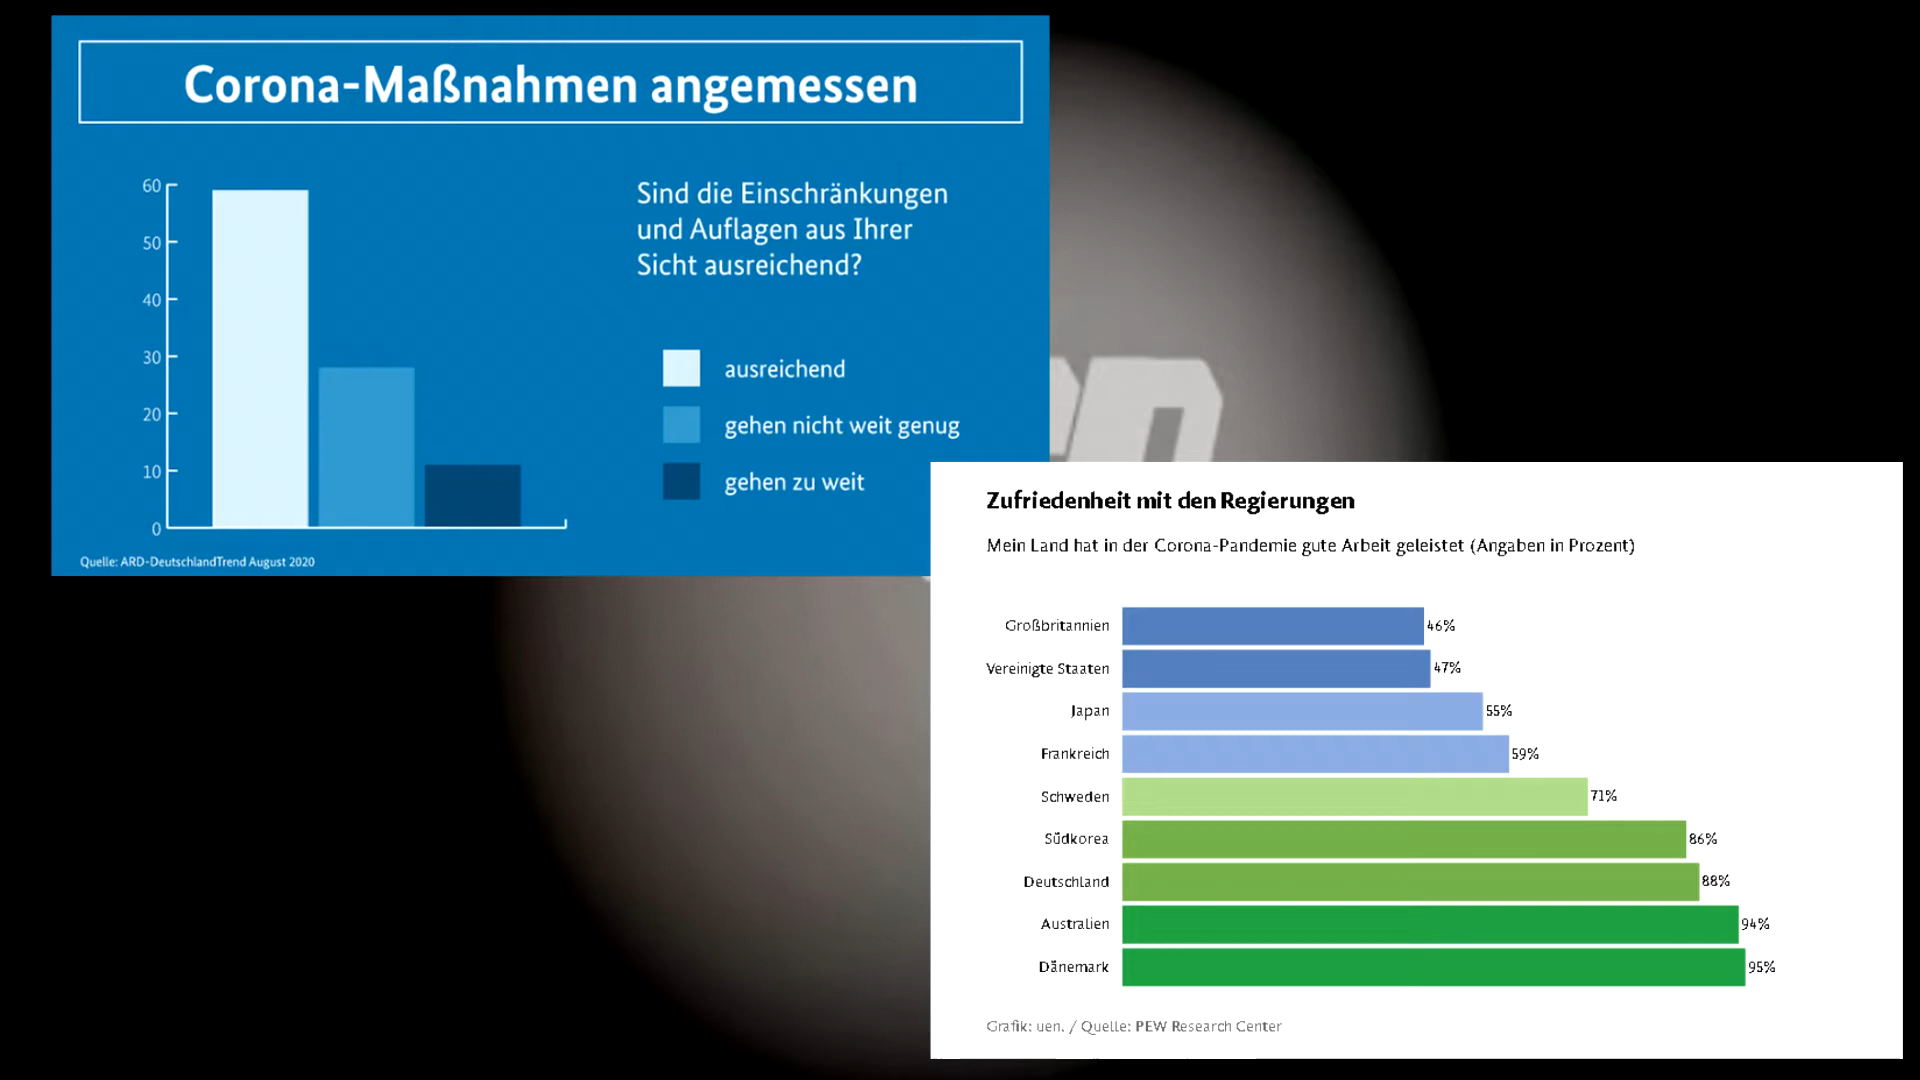 Corona-Maßnahmen angemessen
60
50
40
30
20
10
0
Sind die Einschränkungen
und Auflagen aus Ihrer
Sicht ausreichend?
ausreichend
gehen nicht weit genug
gehen zu weit
Quelle: ARD-DeutschlandTrend August 2020
Zufriedenheit mit den Regierungen
Mein Land hat in der Corona-Pandemie gute Arbeit geleistet (Angaben in Prozent)
Großbritannien 46%
Vereinigte Staaten 47%
Japan 55%
Frankreich 59%
Schweden 71%
Südkorea 86%
Deutschland 88%
Australien 94%
Dänemark 95%
Grafik: uen. / Quelle: PEW Research Center